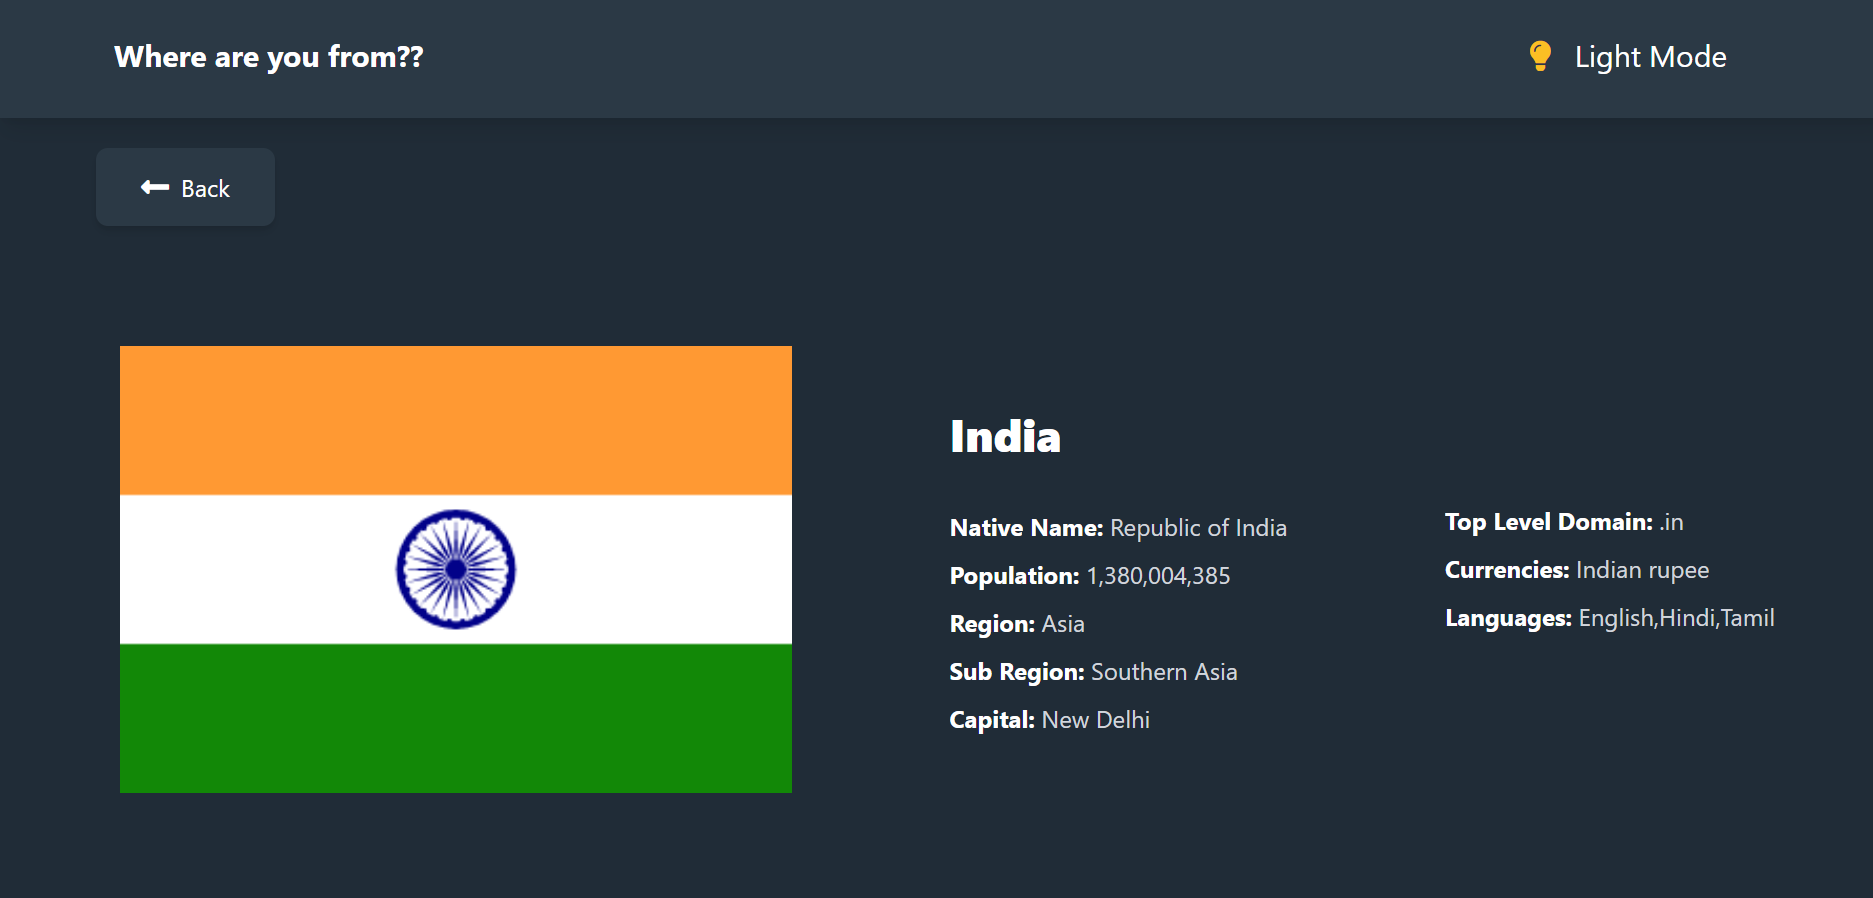 Where are you from??
Light Mode
Back
India
Native Name: Republic of India
Population: 1,380,004,385
Region: Asia
Sub Region: Southern Asia
Capital: New Delhi
Top Level Domain: .in
Currencies: Indian rupee
Languages: English,Hindi,Tamil